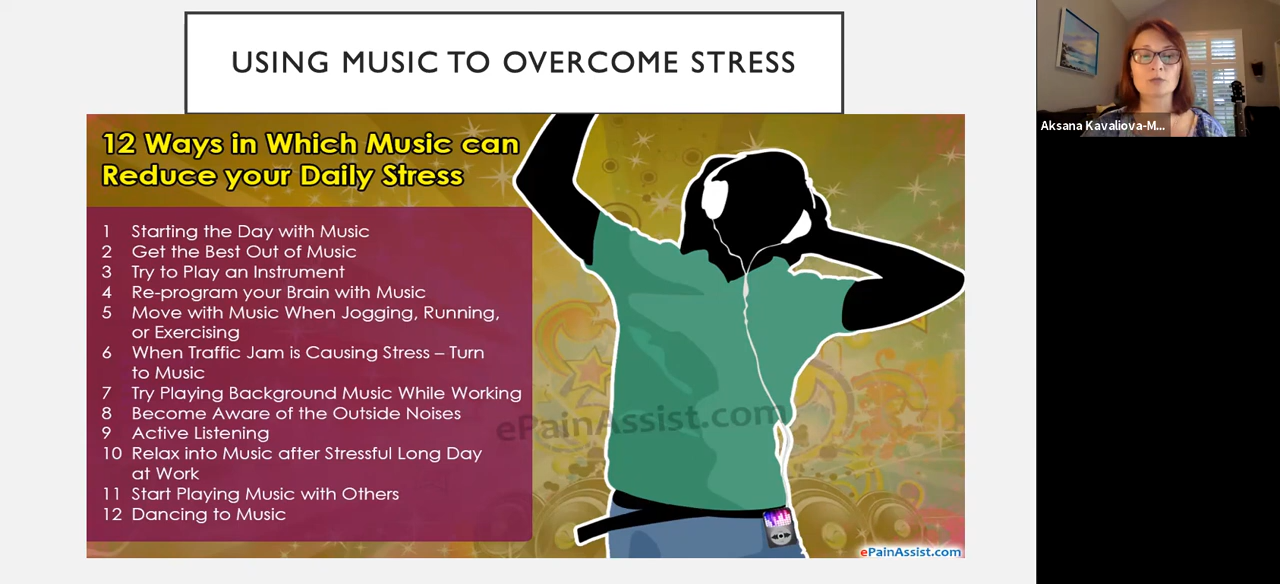 USING MUSIC TO OVERCOME STRESS
Aksana Kavaliova-M...
12 Ways in Which Music can
Reduce your Daily Stress
1 Starting the Day with Music
2 Get the Best Out of Music
3 Try to Play an Instrument
4 Re-program your Brain with Music
5 Move with Music When Jogging, Running,
or Exercising
6 When Traffic Jam is Causing Stress – Turn
to Music
7 Try Playing Background Music While Working
8 Become Aware of the Outside Noises
9 Active Listening
10 Relax into Music after Stressful Long Day
at Work
11 Start Playing Music with Others
12 Dancing to Music
ePainAssist.com
ePainAssist.com